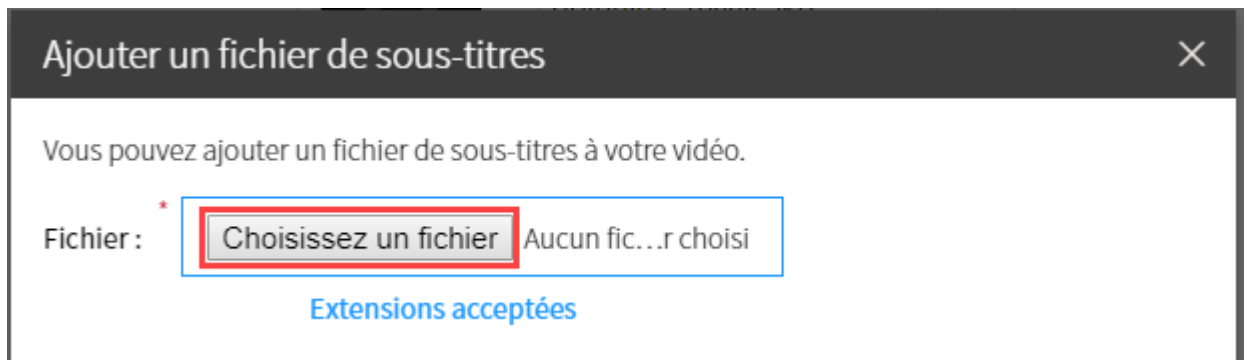 Ajouter un fichier de sous-titres
Vous pouvez ajouter un fichier de sous-titres à votre vidéo.
Fichier : * Choisissez un fichier Aucun fic…r choisi
Extensions acceptées